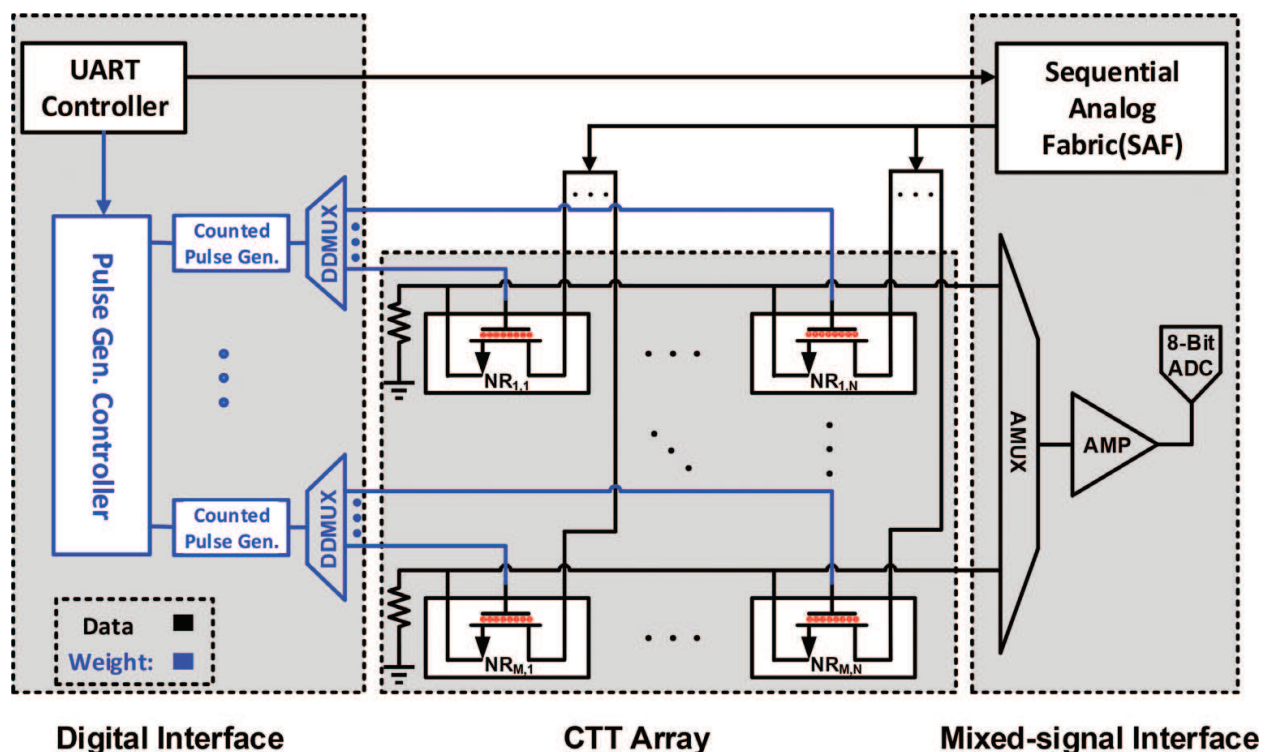 UART
Controller
Sequential
Analog
Fabric(SAF)
Pulse Gen. Controller
Counted
Pulse Gen.
DDMUX
NR1,1
NR1,N
8-Bit
ADC
AMUX
AMP
Counted
Pulse Gen.
DDMUX
NRM,1
NRM,N
Data
Weight:
Digital Interface
CTT Array
Mixed-signal Interface